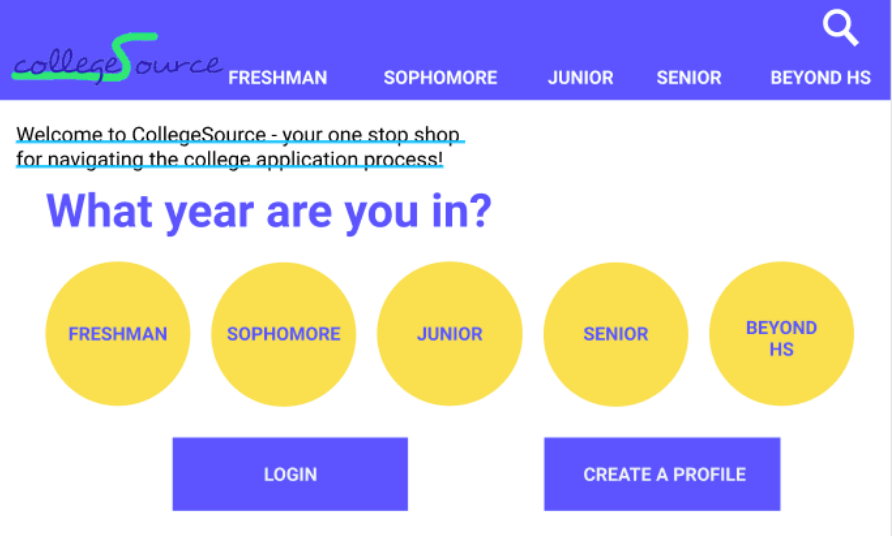 collegeSource
FRESHMAN SOPHOMORE JUNIOR SENIOR BEYOND HS
Welcome to CollegeSource - your one stop shop
for navigating the college application process!
What year are you in?
FRESHMAN SOPHOMORE JUNIOR SENIOR BEYOND
HS
LOGIN CREATE A PROFILE